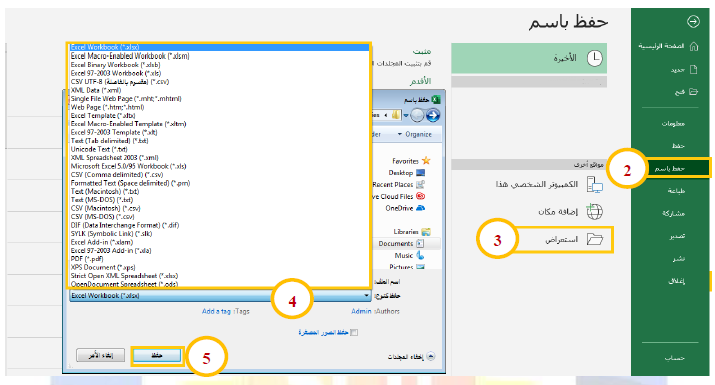 حفظ باسم
الصفحة الرئيسية
جديد
فتح
معلومات
حفظ
حفظ باسم
طباعة
مشاركة
تصدير
نشر
إغلاق
حساب
2
الأخيرة
مواقع أخرى
الكمبيوتر الشخصي هذا
إضافة مكان
استعراض
3
مثبت
قم بتثبيت المجلدات
الأقدم
Excel Workbook (*.xlsx)
Excel Macro-Enabled Workbook (*.xlsm)
Excel Binary Workbook (*.xlsb)
Excel 97-2003 Workbook (*.xls)
CSV UTF-8 (مفصوم بالفاصلة) (*.csv)
XML Data (*.xml)
Single File Web Page (*.mht;*.mhtml)
Web Page (*.htm;*.html)
Excel Template (*.xltx)
Excel Macro-Enabled Template (*.xltm)
Excel 97-2003 Template (*.xlt)
Text (Tab delimited) (*.txt)
Unicode Text (*.txt)
XML Spreadsheet 2003 (*.xml)
Microsoft Excel 5.0/95 Workbook (*.xls)
CSV (Comma delimited) (*.csv)
Formatted Text (Space delimited) (*.prn)
Text (Macintosh) (*.txt)
Text (MS-DOS) (*.txt)
CSV (Macintosh) (*.csv)
CSV (MS-DOS) (*.csv)
DIF (Data Interchange Format) (*.dif)
SYLK (Symbolic Link) (*.slk)
Excel Add-in (*.xlam)
Excel 97-2003 Add-in (*.xla)
PDF (*.pdf)
XPS Document (*.xps)
Strict Open XML Spreadsheet (*.xlsx)
OpenDocument Spreadsheet (*.ods)
Excel Workbook (*.xlsx)
4
حفظ باسم
ies
der
Organize
Favorites
Desktop
Recent Places
ve Cloud Files
OneDrive
Libraries
Documents
Music
Pictures
اسم الملف:
حفظ كنوع:
Admin :Authors
Add a tag :Tags
حفظ الصور المصغرة
إخفاء المجلدات
حفظ
إلغاء الأمر
5